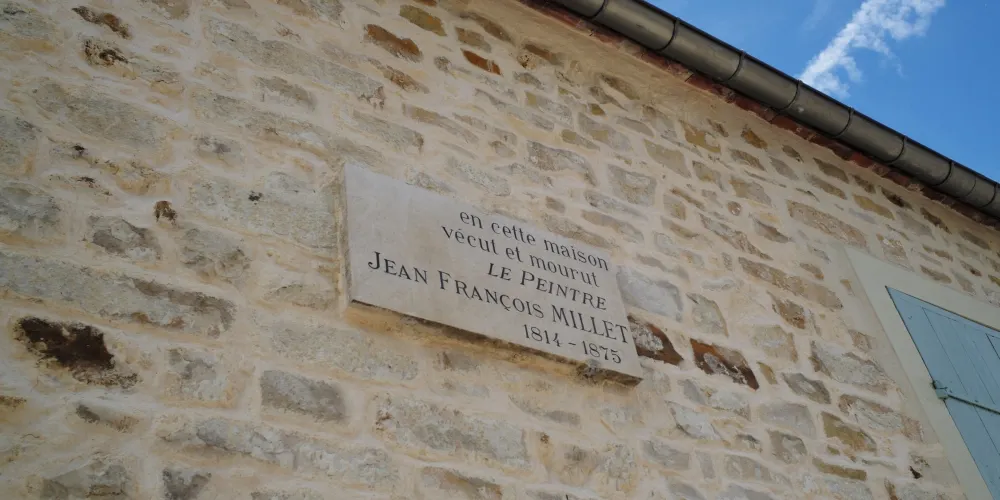 en cette maison
vécut et mourut
LE PEINTRE
JEAN FRANÇOIS MILLET
1814 - 1875